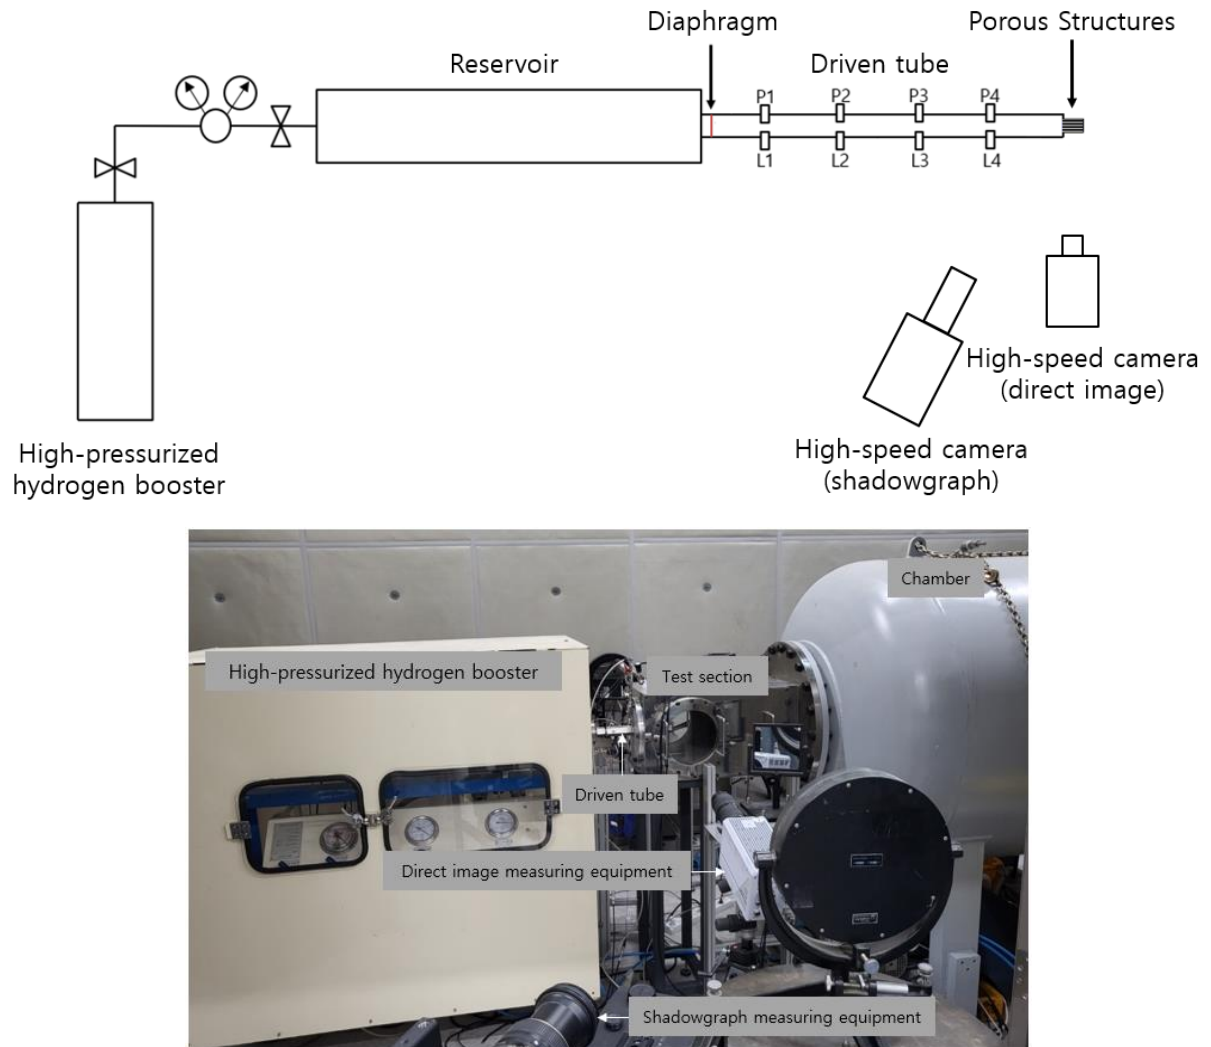 Diaphragm
Porous Structures
Reservoir
Driven tube
P1
P2
P3
P4
L1
L2
L3
L4
High-speed camera
(direct image)
High-speed camera
(shadowgraph)
High-pressurized
hydrogen booster
Chamber
High-pressurized hydrogen booster
Test section
Driven tube
Direct image measuring equipment
Shadowgraph measuring equipment